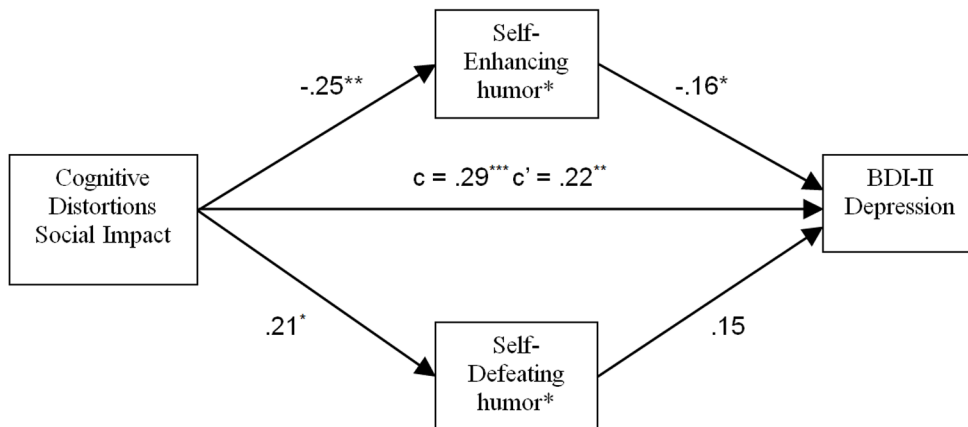 Self-
Enhancing
humor*
-.25**
-.16*
Cognitive
Distortions
Social Impact
c = .29*** c' = .22**
BDI-II
Depression
.21*
.15
Self-
Defeating
humor*